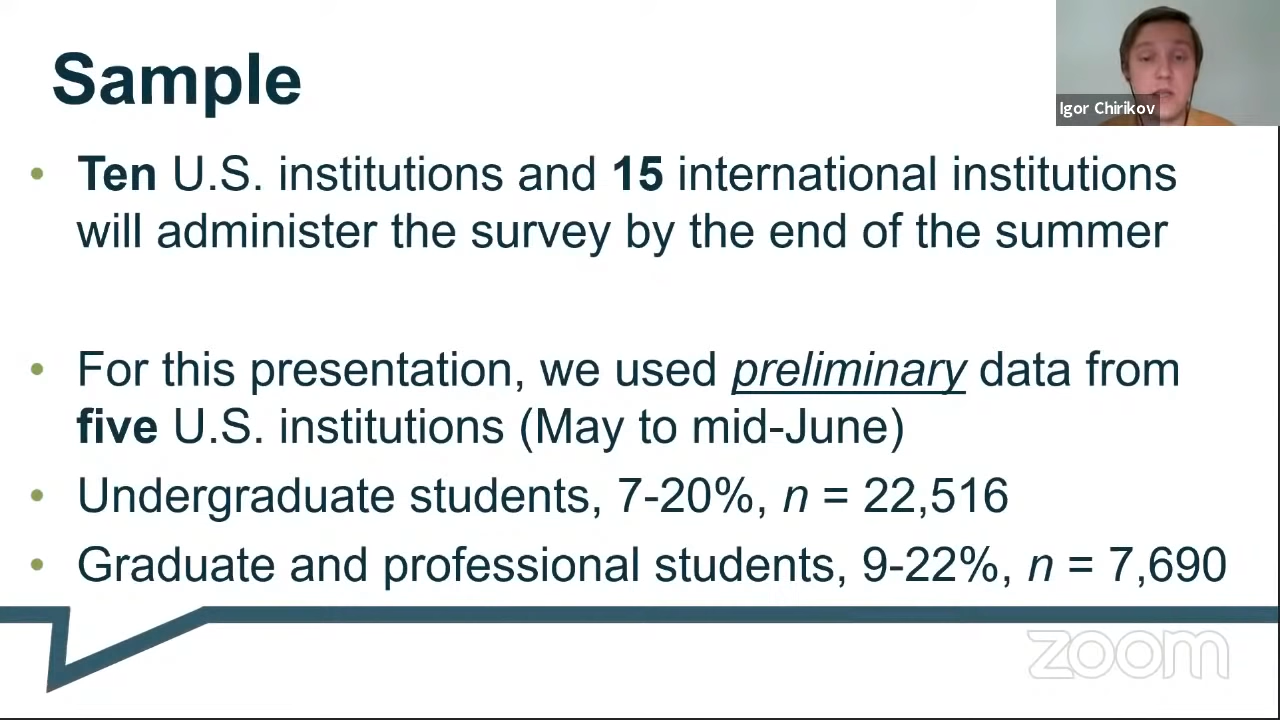 Sample
Igor Chirikov
• Ten U.S. institutions and 15 international institutions
will administer the survey by the end of the summer
• For this presentation, we used preliminary data from
five U.S. institutions (May to mid-June)
• Undergraduate students, 7-20%, n = 22,516
• Graduate and professional students, 9-22%, n = 7,690
zoom